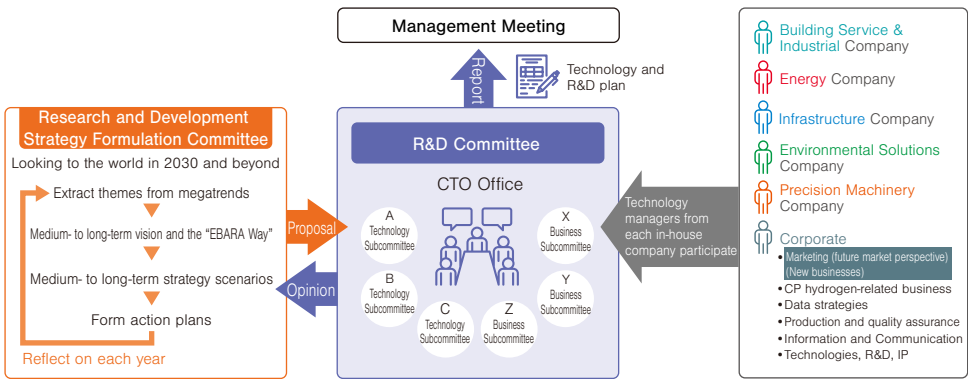 Management Meeting
Report
Technology and
R&D plan
Research and Development
Strategy Formulation Committee
Looking to the world in 2030 and beyond
Extract themes from megatrends
Medium- to long-term vision and the “EBARA Way”
Medium- to long-term strategy scenarios
Form action plans
Reflect on each year
Proposal
Opinion
R&D Committee
CTO Office
A
Technology
Subcommittee
B
Technology
Subcommittee
C
Technology
Subcommittee
X
Business
Subcommittee
Y
Business
Subcommittee
Z
Business
Subcommittee
Technology
managers from
each in-house
company participate
Building Service &
Industrial Company
Energy Company
Infrastructure Company
Environmental Solutions
Company
Precision Machinery
Company
Corporate
• Marketing (future market perspective)
(New businesses)
• CP hydrogen-related business
• Data strategies
• Production and quality assurance
• Information and Communication
• Technologies, R&D, IP